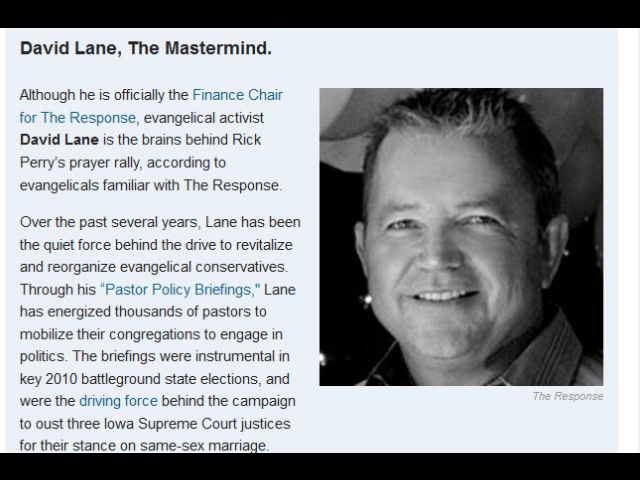 David Lane, The Mastermind.
Although he is officially the Finance Chair
for The Response, evangelical activist
David Lane is the brains behind Rick
Perry's prayer rally, according to
evangelicals familiar with The Response.
Over the past several years, Lane has been
the quiet force behind the drive to revitalize
and reorganize evangelical conservatives.
Through his “Pastor Policy Briefings," Lane
has energized thousands of pastors to
mobilize their congregations to engage in
politics. The briefings were instrumental in
key 2010 battleground state elections, and
were the driving force behind the campaign
to oust three Iowa Supreme Court justices
for their stance on same-sex marriage.
The Response